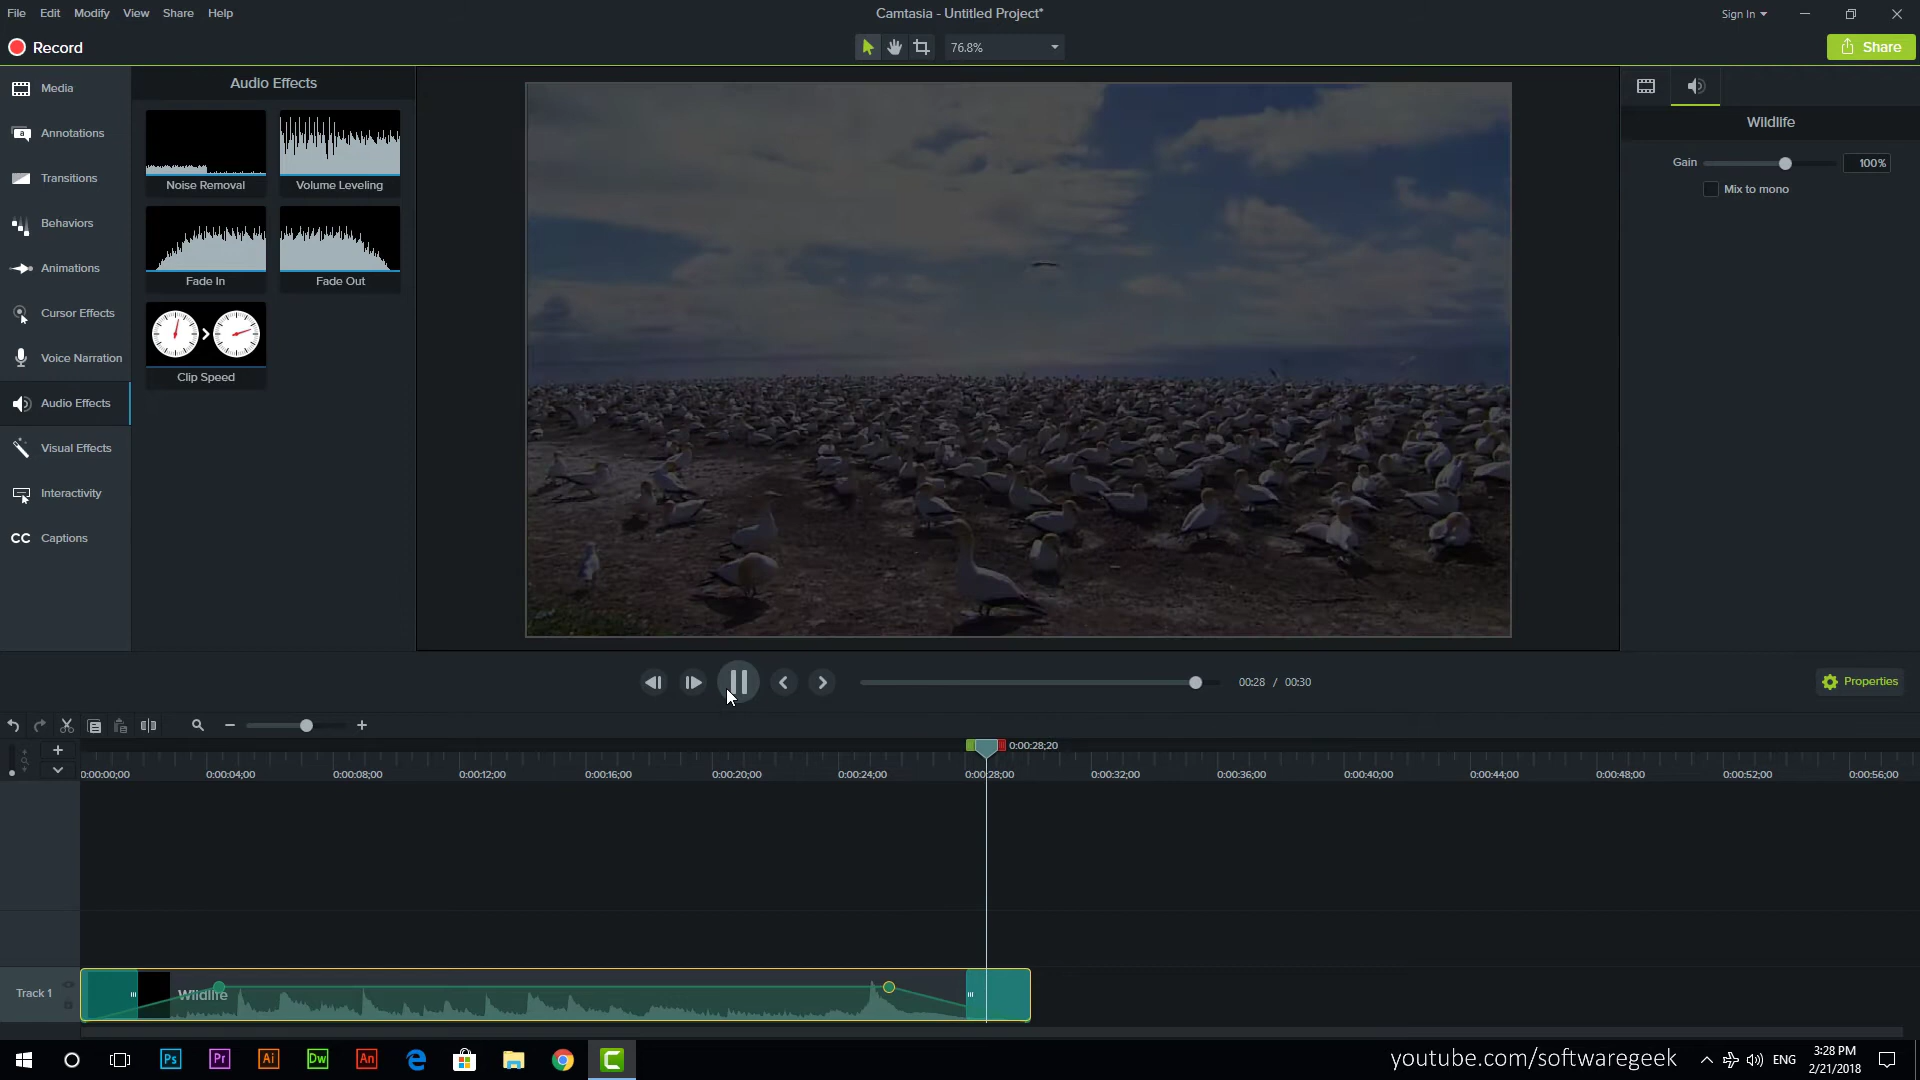 File Edit Modify View Share Help
Camtasia - Untitled Project*
Sign In
Record
76.8%
Share
Media
Annotations
Transitions
Behaviors
Animations
Cursor Effects
Voice Narration
Audio Effects
Visual Effects
Interactivity
CC Captions
Audio Effects
Noise Removal
Volume Leveling
Fade In
Fade Out
Clip Speed
Wildlife
Gain 100%
Mix to mono
00:28 / 00:30
Properties
0:00:28;20
0:00:00;00 0:00:04;00 0:00:08;00 0:00:12;00 0:00:16;00 0:00:20;00 0:00:24;00 0:00:28;00 0:00:32;00 0:00:36;00 0:00:40;00 0:00:44;00 0:00:48;00 0:00:52;00 0:00:56;00
Track 1
Wildlife
Ps Pr Ai Dw An
youtube.com/softwaregeek
ENG
3:28 PM
2/21/2018